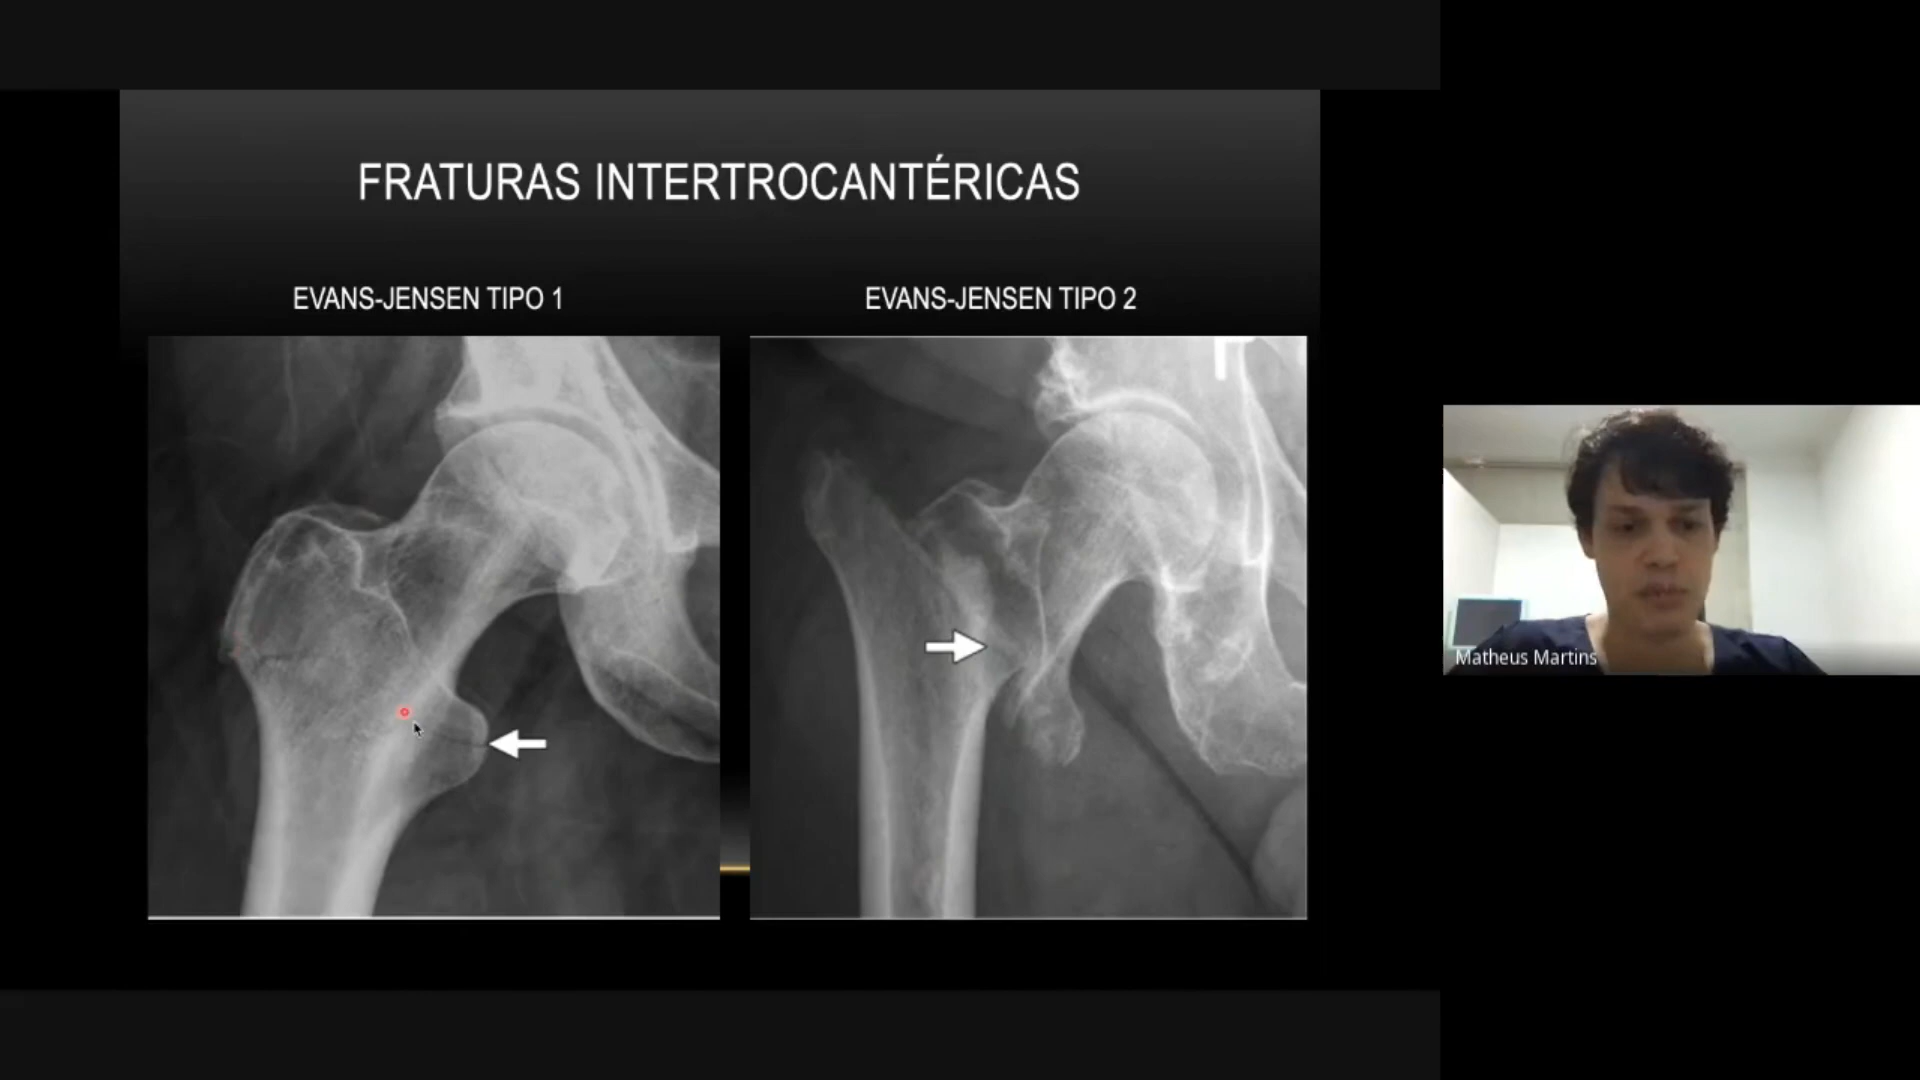 FRATURAS INTERTROCANTÉRICAS
EVANS-JENSEN TIPO 1
EVANS-JENSEN TIPO 2
Matheus Martins